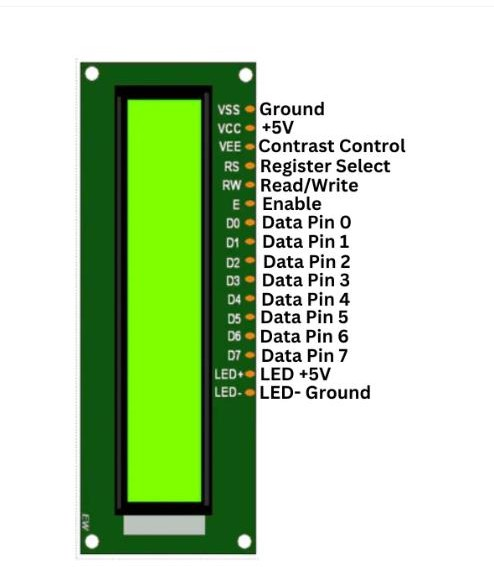 VSS Ground
VCC +5V
VEE Contrast Control
RS Register Select
RW Read/Write
E Enable
D0 Data Pin 0
D1 Data Pin 1
D2 Data Pin 2
D3 Data Pin 3
D4 Data Pin 4
D5 Data Pin 5
D6 Data Pin 6
D7 Data Pin 7
LED+ LED +5V
LED- LED- Ground
EW